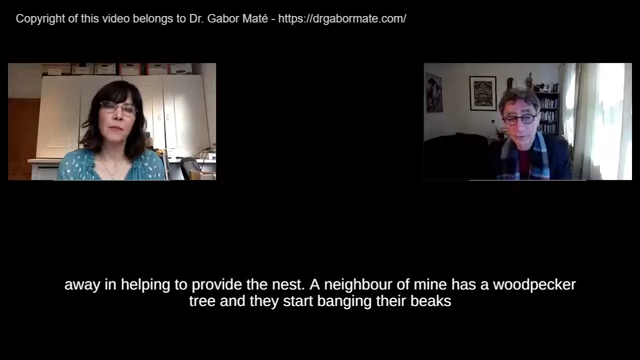 Copyright of this video belongs to Dr. Gabor Maté - https://drgabormate.com/
away in helping to provide the nest. A neighbour of mine has a woodpecker
tree and they start banging their beaks